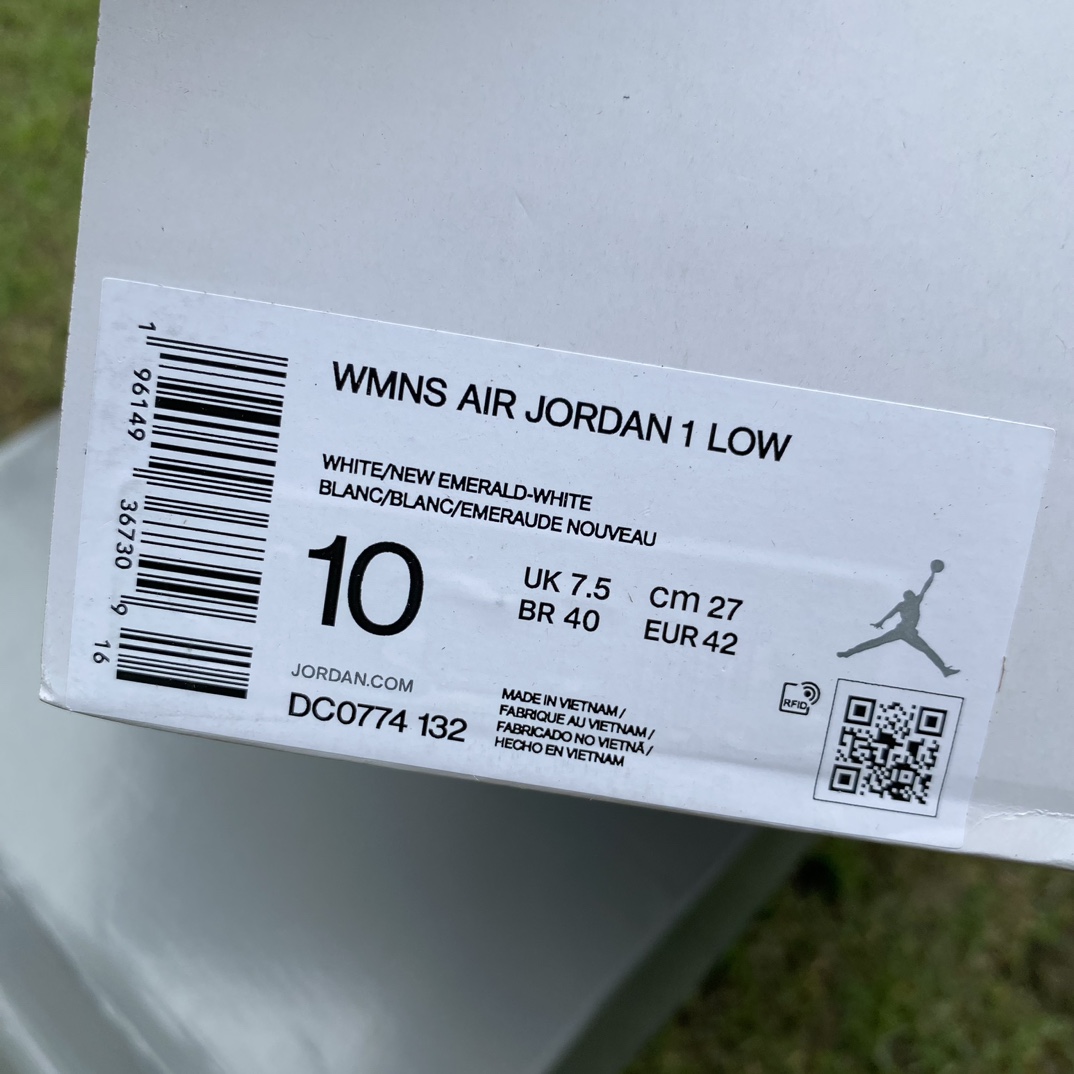 WMNS AIR JORDAN 1 LOW
WHITE/NEW EMERALD-WHITE
BLANC/BLANC/EMERAUDE NOUVEAU
10
UK 7.5
cm 27
BR 40
EUR 42
JORDAN.COM
DC0774 132
MADE IN VIETNAM /
FABRIQUE AU VIETNAM /
FABRICADO NO VIETNÃ /
HECHO EN VIETNAM
RFID
1 96149 36730 9 16